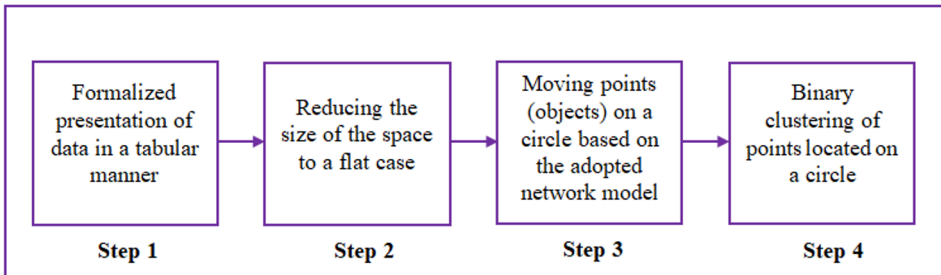 Formalized
presentation of
data in a tabular
manner
Step 1
Reducing the
size of the space
to a flat case
Step 2
Moving points
(objects) on a
circle based on
the adopted
network model
Step 3
Binary
clustering of
points located on
a circle
Step 4